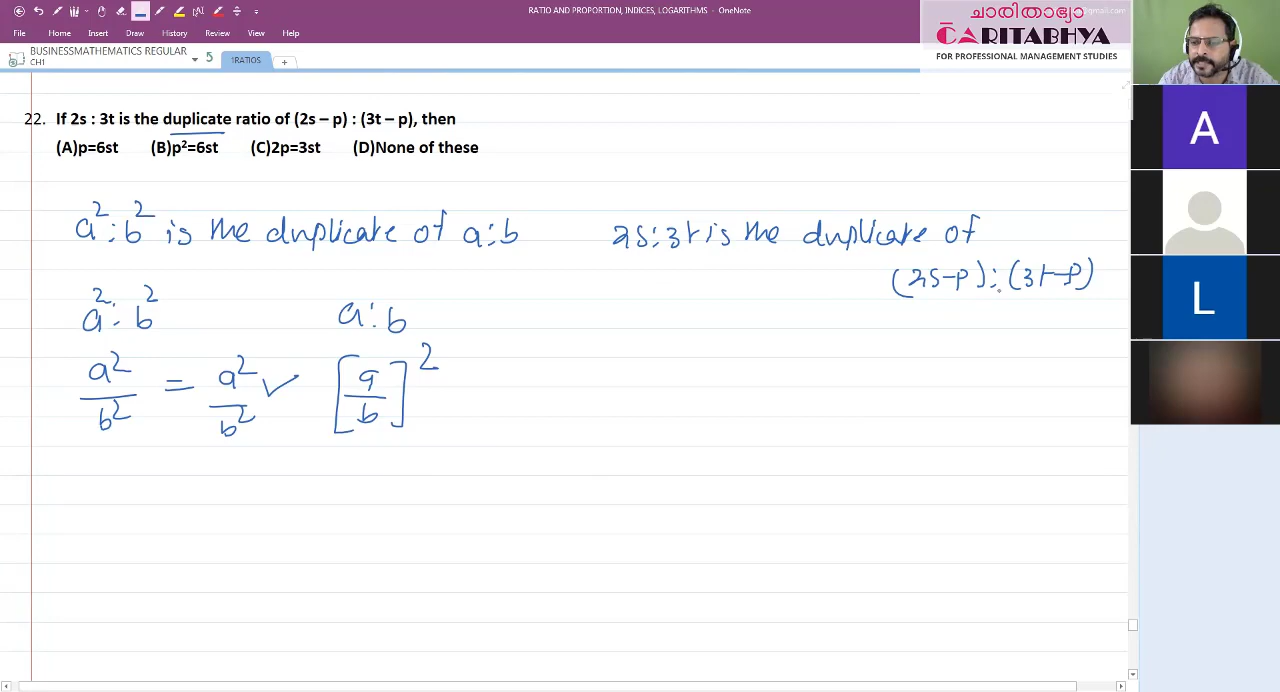 RATIO AND PROPORTION, INDICES, LOGARITHMS - OneNote
File Home Insert Draw History Review View Help
ചാരിതാഭ്യാ
CARITABHYA
FOR PROFESSIONAL MANAGEMENT STUDIES
BUSINESSMATHEMATICS REGULAR
CH1
5
1RATIOS
+
22. If 2s : 3t is the duplicate ratio of (2s – p) : (3t – p), then
(A)p=6st (B)p²=6st (C)2p=3st (D)None of these
a² : b² is the duplicate of a : b
2s : 3t is the duplicate of
(2s-p) : (3t-p)
a² : b² a : b
a²/b² = a²/b² ✓ [a/b]²
A
L